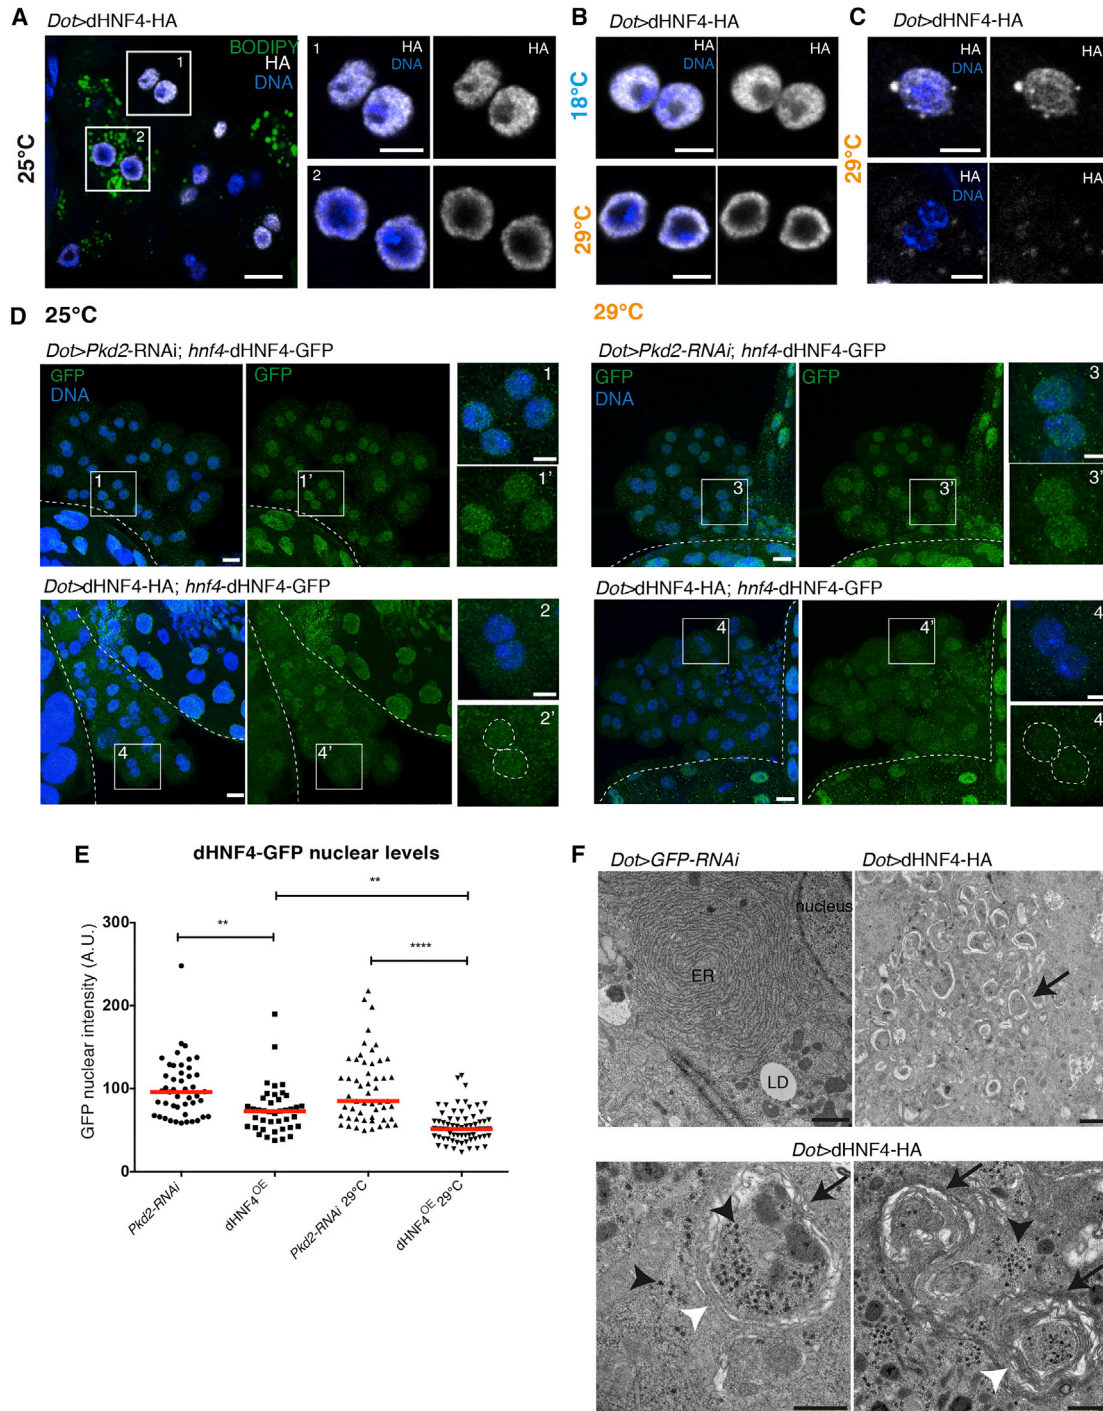 A
Dot>dHNF4-HA
BODIPY
HA
DNA
25°C
1
2
1
HA
DNA
HA
2
B
Dot>dHNF4-HA
18°C
29°C
HA
DNA
HA
C
Dot>dHNF4-HA
29°C
HA
DNA
HA
HA
DNA
HA
D
25°C
Dot>Pkd2-RNAi; hnf4-dHNF4-GFP
GFP
DNA
GFP
1
1'
1
1'
Dot>dHNF4-HA; hnf4-dHNF4-GFP
4
4'
2
2'
29°C
Dot>Pkd2-RNAi; hnf4-dHNF4-GFP
GFP
DNA
GFP
3
3'
3
3'
Dot>dHNF4-HA; hnf4-dHNF4-GFP
4
4'
4
4
E
dHNF4-GFP nuclear levels
GFP nuclear intensity (A.U.)
300
200
100
0
**
**
****
Pkd2-RNAi
dHNF4OE
Pkd2-RNAi 29°C
dHNF4OE 29°C
F
Dot>GFP-RNAi
nucleus
ER
LD
Dot>dHNF4-HA
Dot>dHNF4-HA